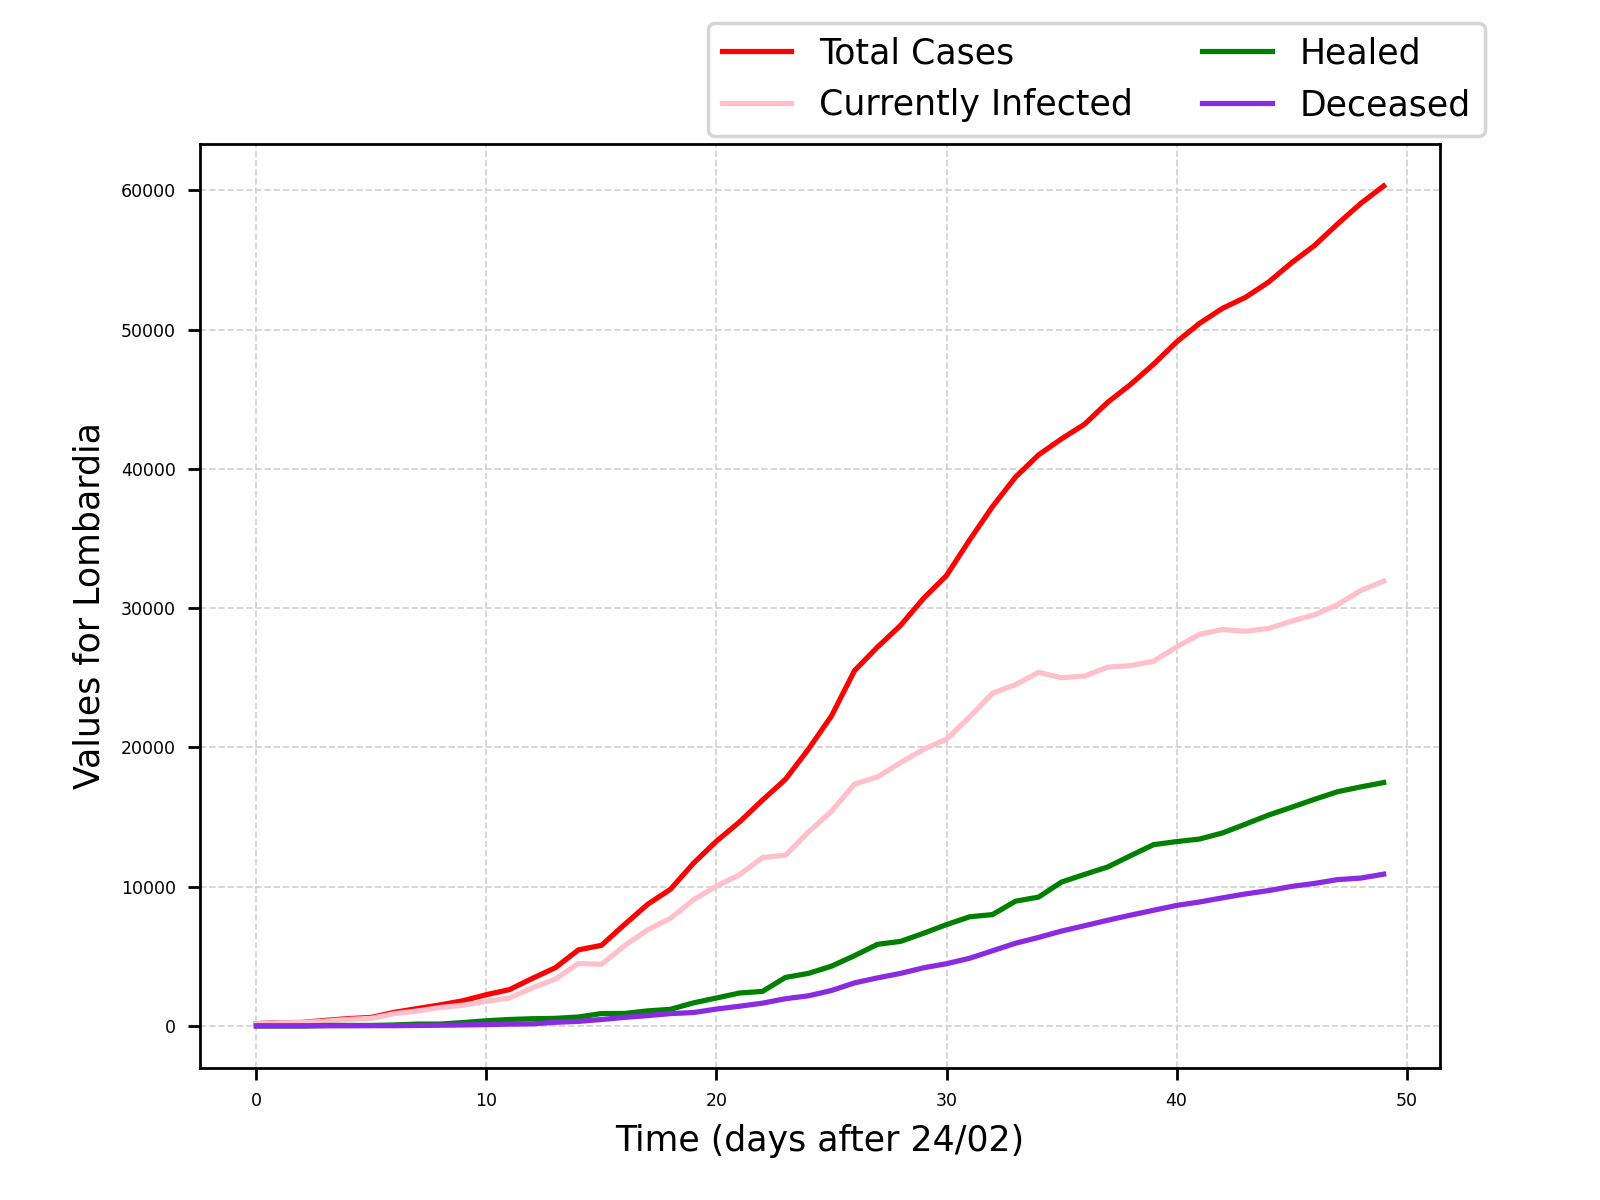 Total Cases
Currently Infected
Healed
Deceased
60000
50000
40000
30000
20000
10000
0
Values for Lombardia
0 10 20 30 40 50
Time (days after 24/02)